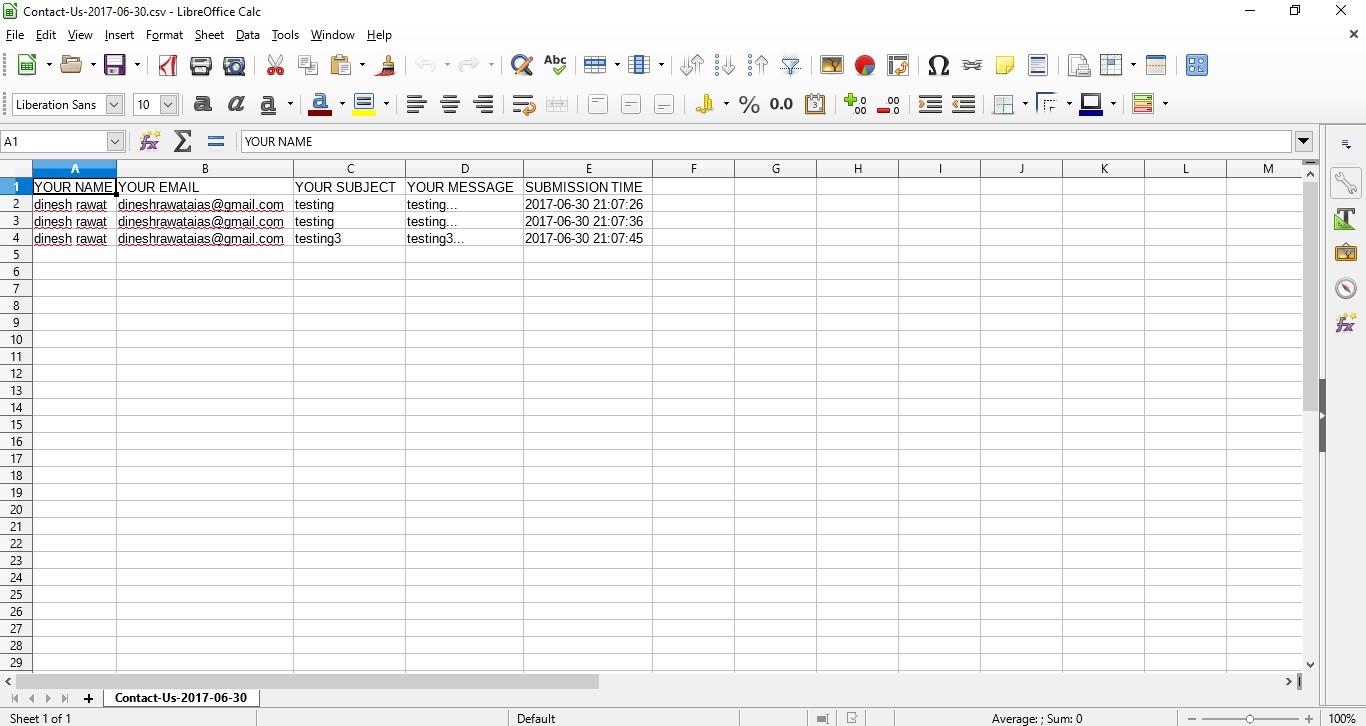 Contact-Us-2017-06-30.csv - LibreOffice Calc
File Edit View Insert Format Sheet Data Tools Window Help
Abc
Liberation Sans 10 a a a a % 0.0
A1 fx Σ = YOUR NAME
A B C D E F G H I J K L M
1 YOUR NAME YOUR EMAIL YOUR SUBJECT YOUR MESSAGE SUBMISSION TIME
2 dinesh rawat dineshrawataias@gmail.com testing testing... 2017-06-30 21:07:26
3 dinesh rawat dineshrawataias@gmail.com testing testing... 2017-06-30 21:07:36
4 dinesh rawat dineshrawataias@gmail.com testing3 testing3... 2017-06-30 21:07:45
5
6
7
8
9
10
11
12
13
14
15
16
17
18
19
20
21
22
23
24
25
26
27
28
29
Contact-Us-2017-06-30
Sheet 1 of 1 Default Average: ; Sum: 0 100%